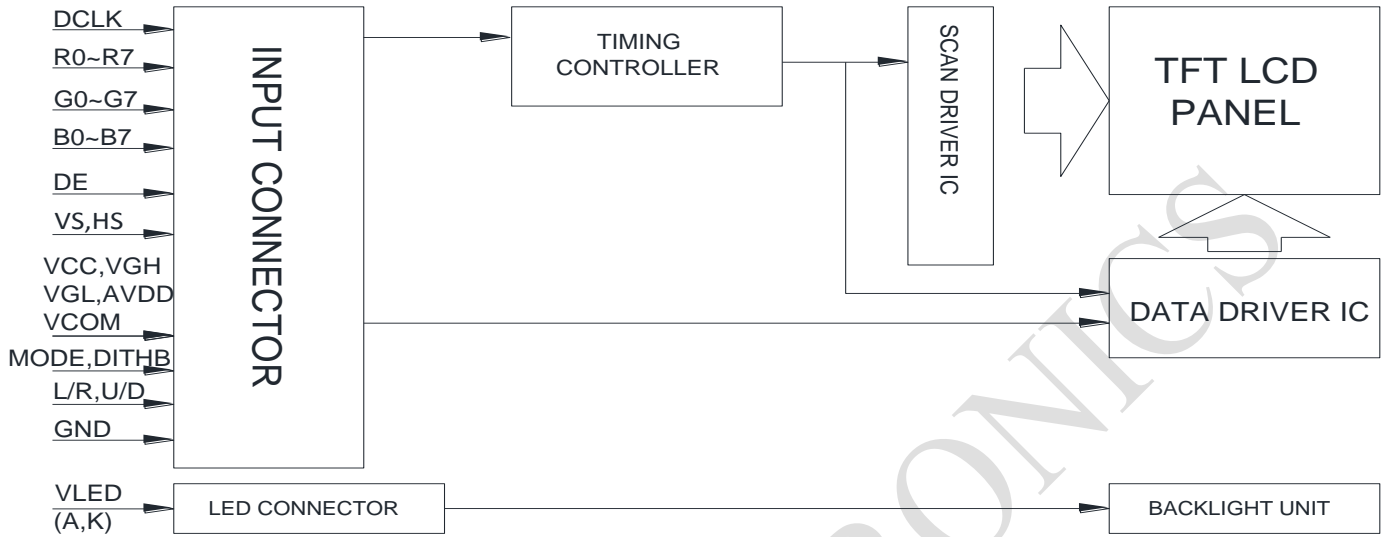 DCLK
R0~R7
G0~G7
B0~B7
DE
VS,HS
VCC,VGH
VGL,AVDD
VCOM
MODE,DITHB
L/R,U/D
GND
VLED
(A,K)
INPUT CONNECTOR
LED CONNECTOR
TIMING
CONTROLLER
SCAN DRIVER IC
TFT LCD
PANEL
DATA DRIVER IC
BACKLIGHT UNIT
RONICS